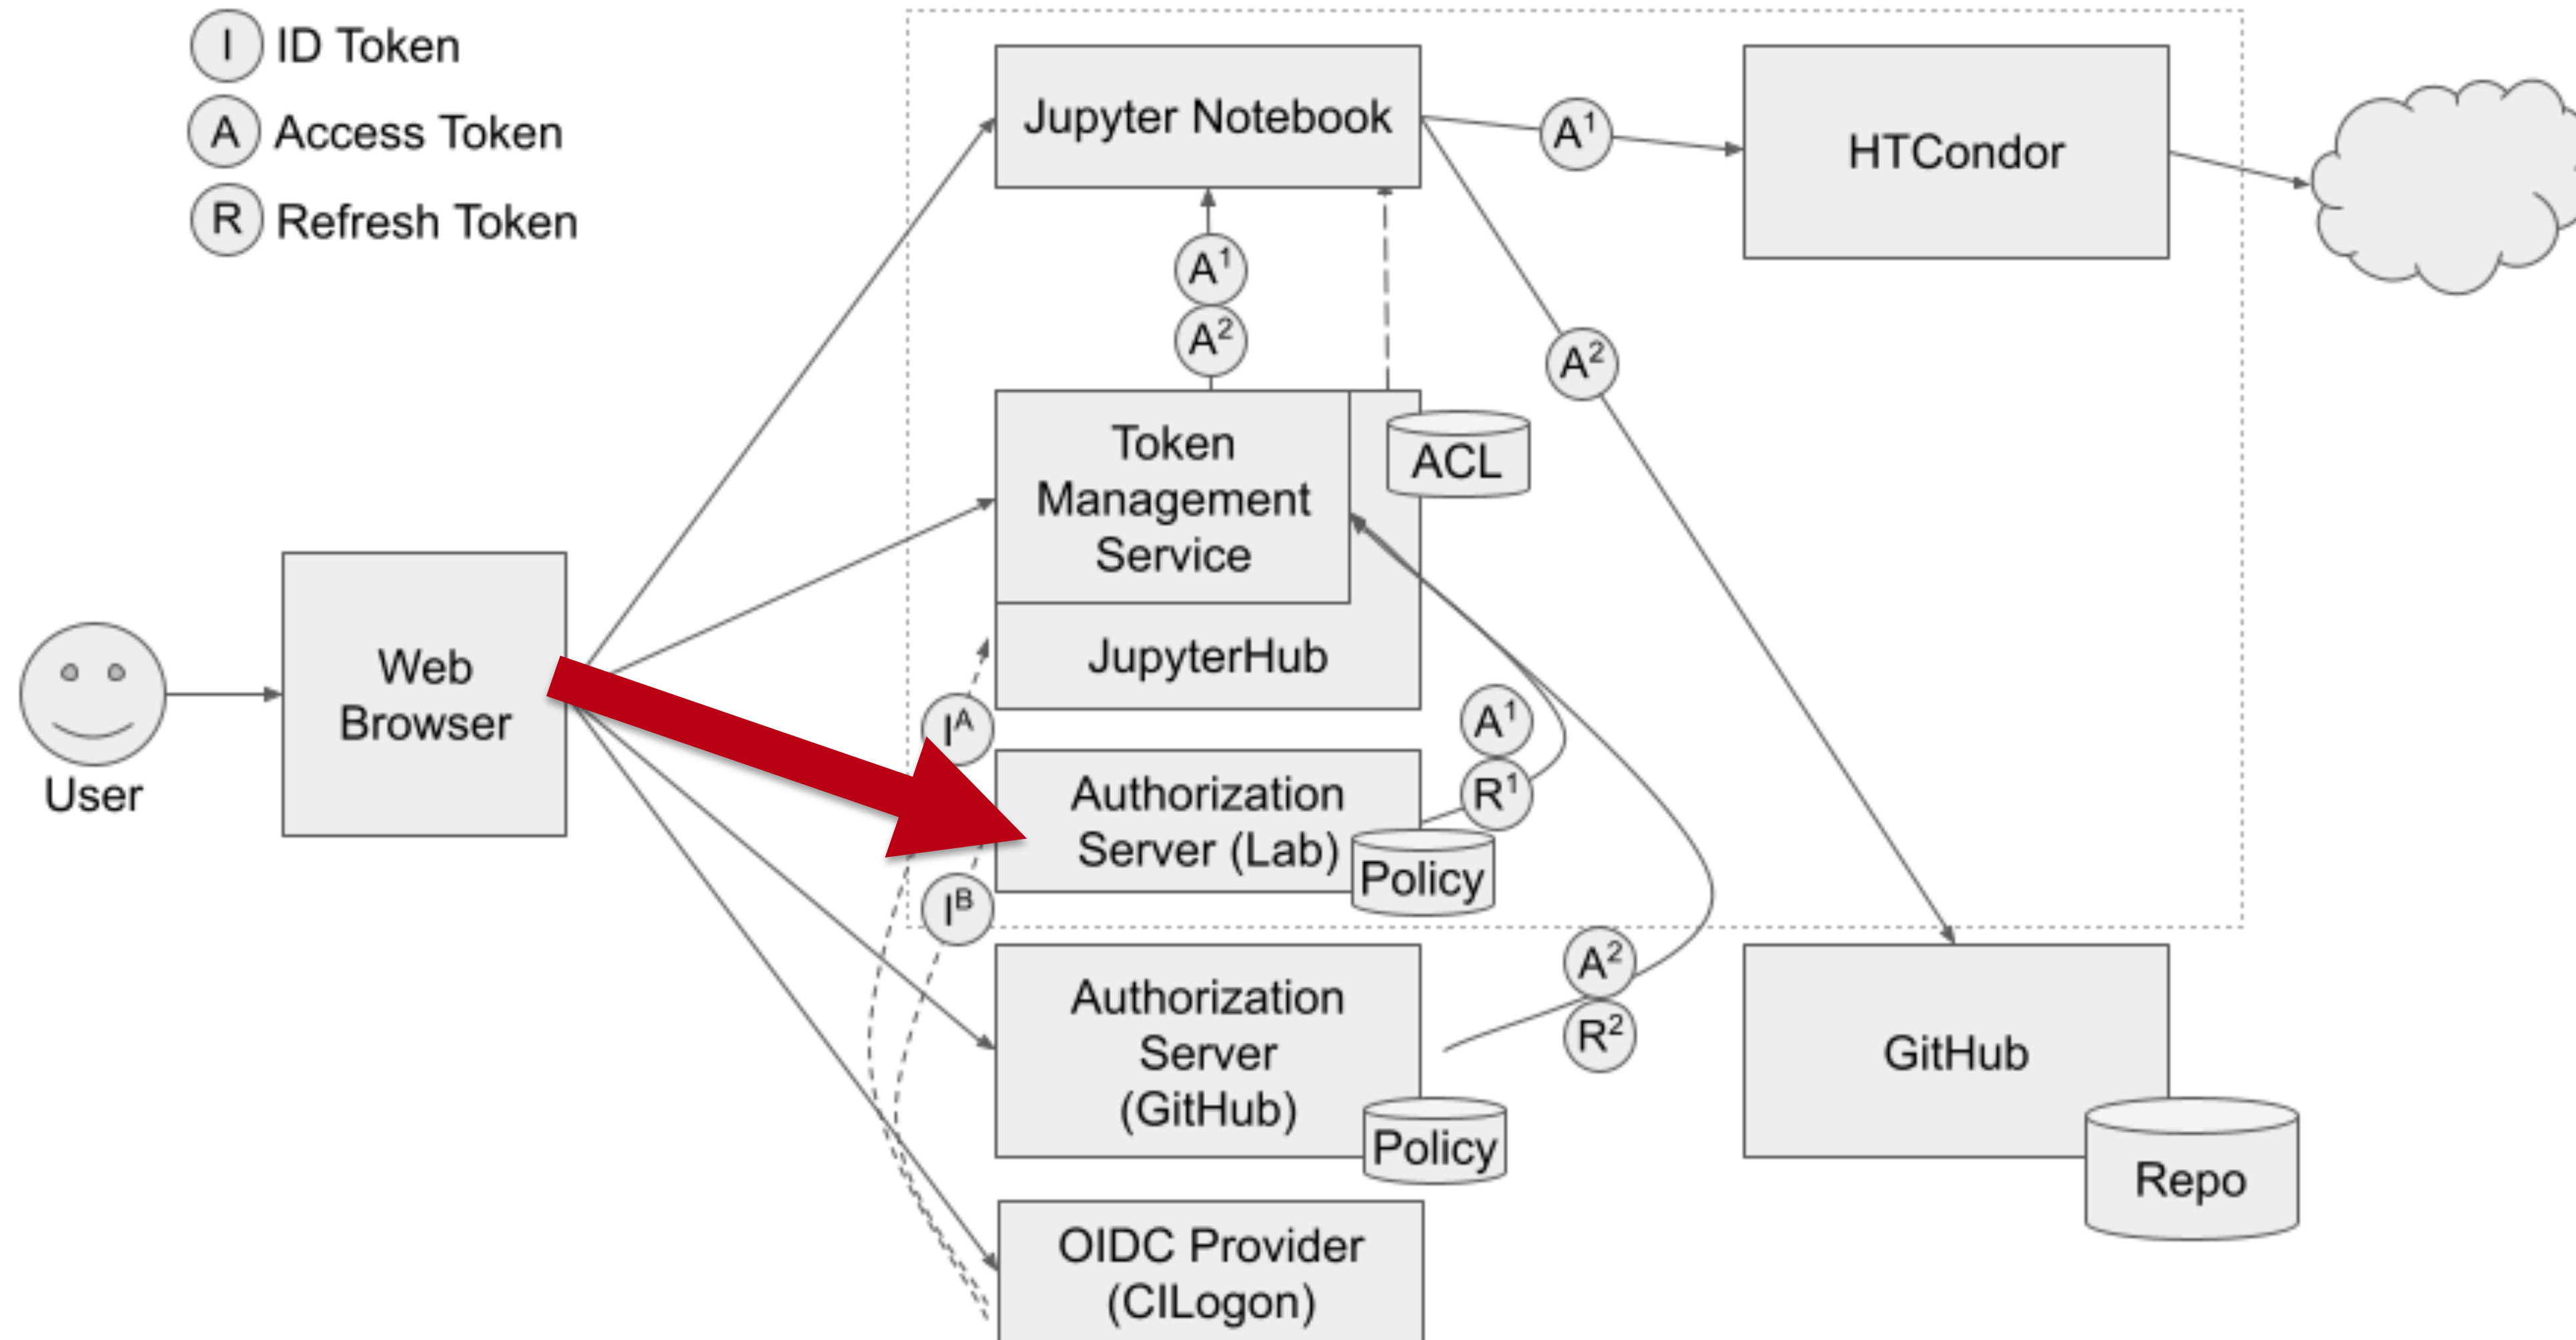 I ID Token
A Access Token
R Refresh Token
Jupyter Notebook
A¹
HTCondor
A¹
A²
A²
Token
Management
Service
ACL
JupyterHub
Web
Browser
User
Iᴬ
A¹
R¹
Authorization
Server (Lab)
Policy
Iᴮ
Authorization
Server
(GitHub)
Policy
A²
R²
GitHub
Repo
OIDC Provider
(CILogon)